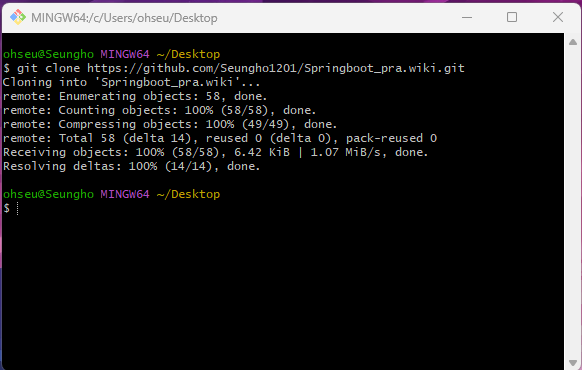 MINGW64:/c/Users/ohseu/Desktop
ohseu@Seungho MINGW64 ~/Desktop
$ git clone https://github.com/Seungho1201/Springboot_pra.wiki.git
Cloning into 'Springboot_pra.wiki'...
remote: Enumerating objects: 58, done.
remote: Counting objects: 100% (58/58), done.
remote: Compressing objects: 100% (49/49), done.
remote: Total 58 (delta 14), reused 0 (delta 0), pack-reused 0
Receiving objects: 100% (58/58), 6.42 KiB | 1.07 MiB/s, done.
Resolving deltas: 100% (14/14), done.
ohseu@Seungho MINGW64 ~/Desktop
$